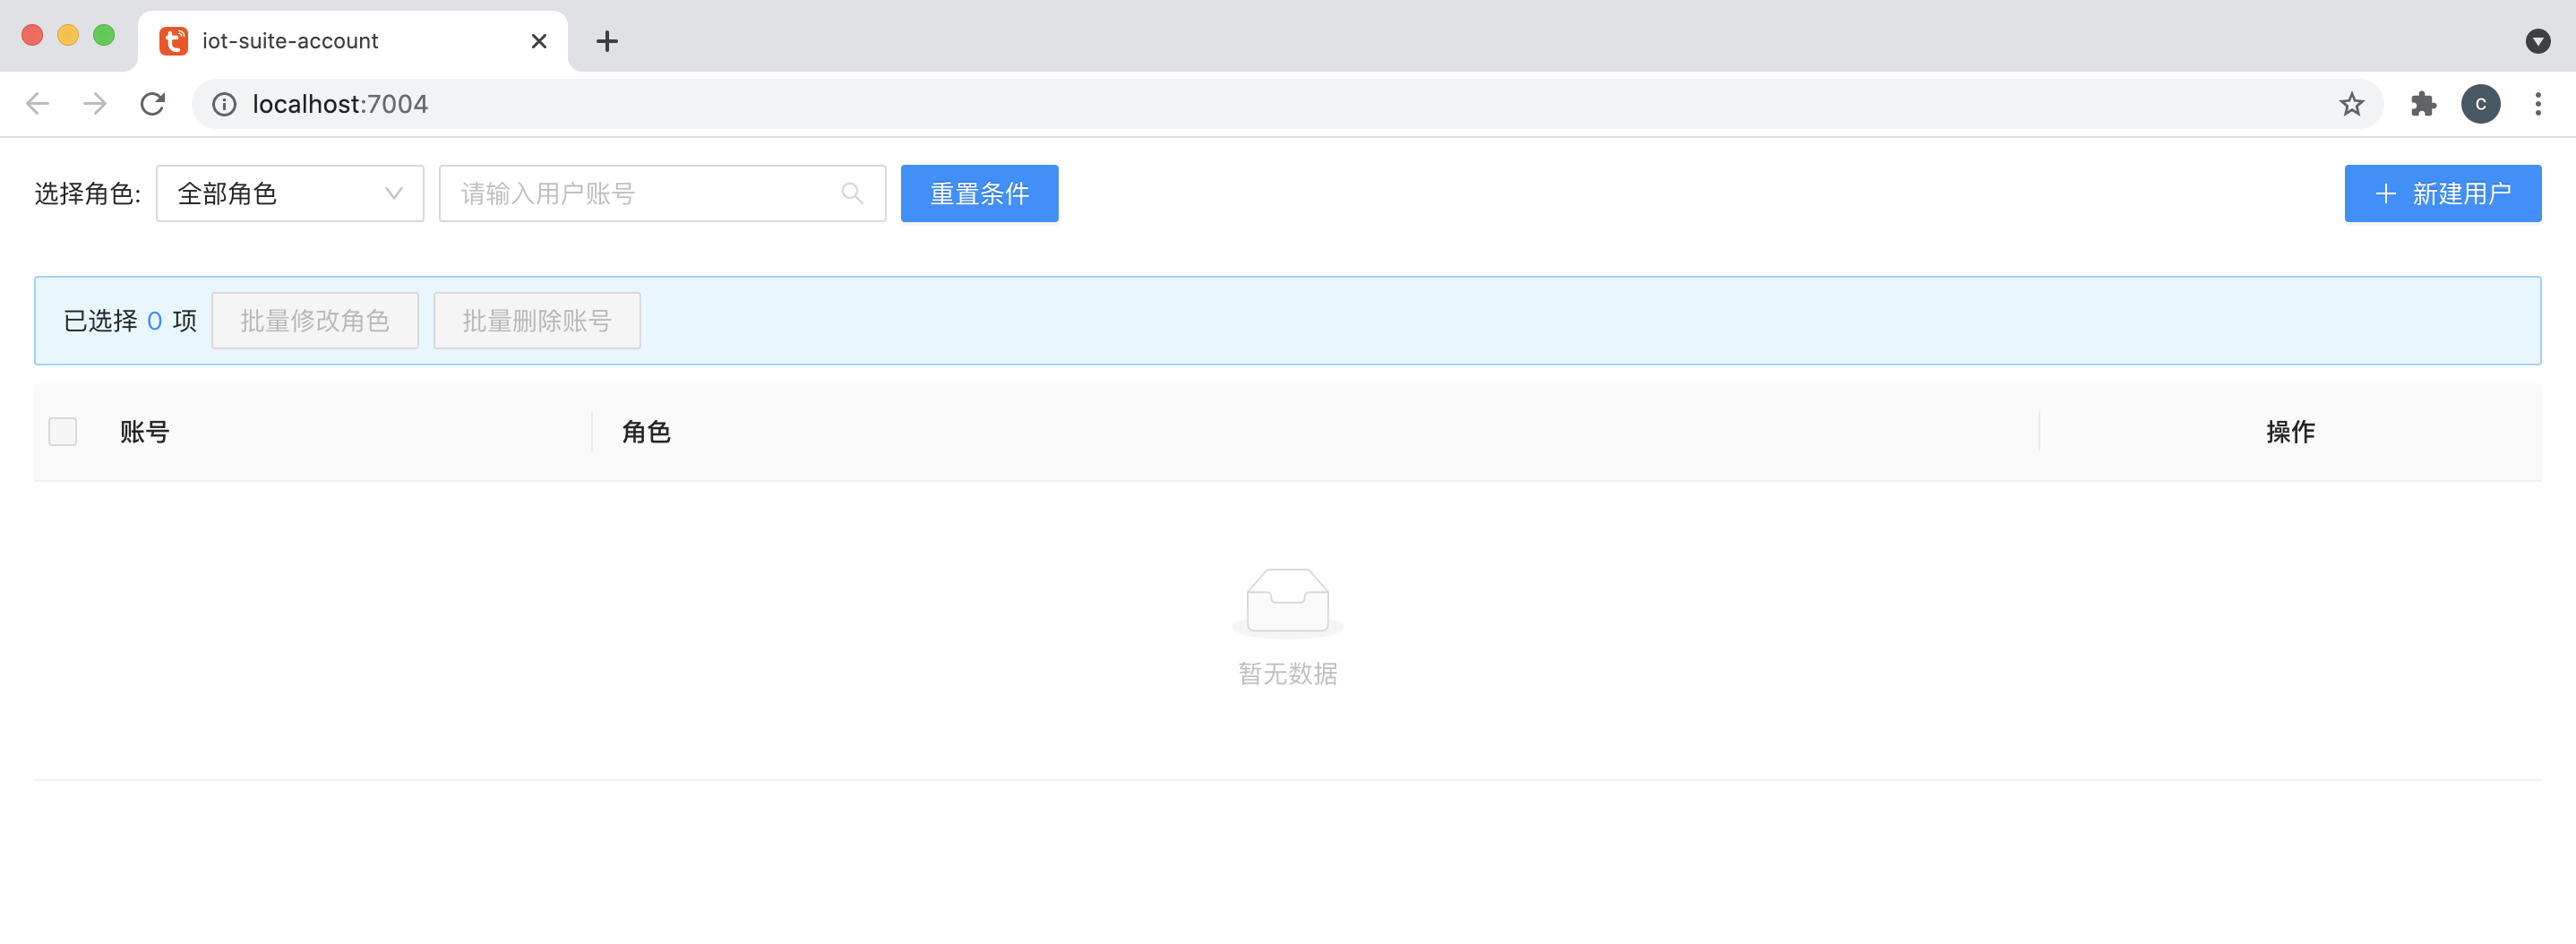 iot-suite-account
localhost:7004
C
选择角色: 全部角色 请输入用户账号 重置条件 新建用户
已选择 0 项 批量修改角色 批量删除账号
账号 角色 操作
暂无数据